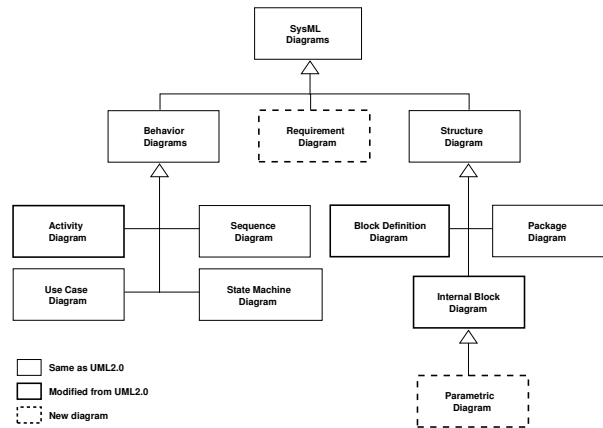 SysML
Diagrams
Behavior
Diagrams
Requirement
Diagram
Structure
Diagram
Activity
Diagram
Sequence
Diagram
Block Definition
Diagram
Package
Diagram
Use Case
Diagram
State Machine
Diagram
Internal Block
Diagram
Same as UML2.0
Modified from UML2.0
New diagram
Parametric
Diagram